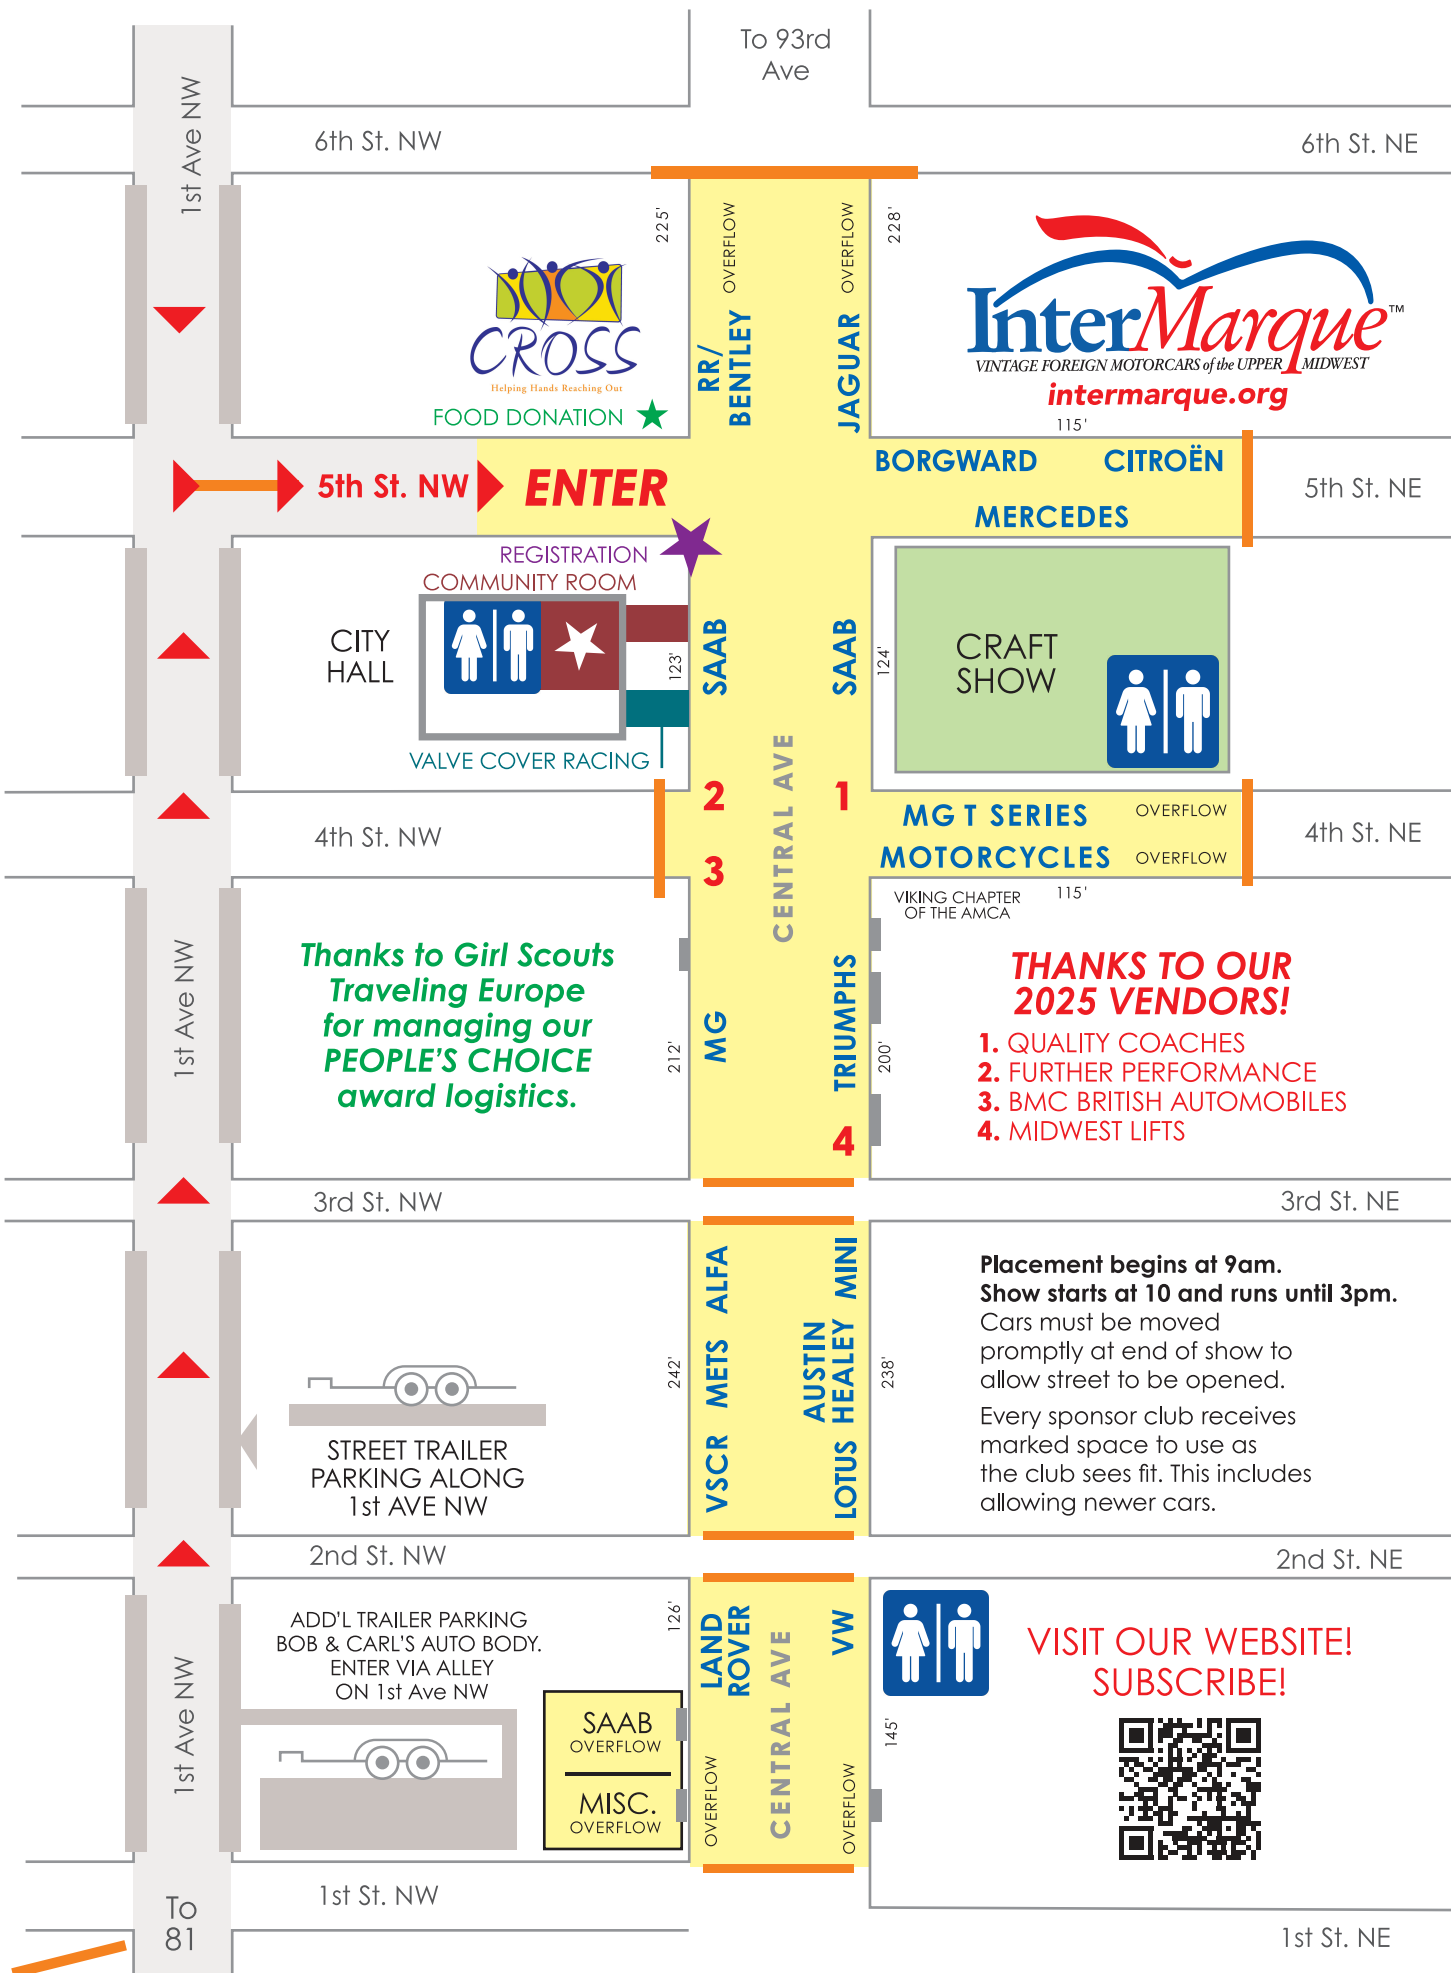 To 93rd
Ave
1st Ave NW
6th St. NW
6th St. NE
225'
OVERFLOW
OVERFLOW
228'
CROSS
Helping Hands Reaching Out
FOOD DONATION
RR/
BENTLEY
JAGUAR
InterMarque™
VINTAGE FOREIGN MOTORCARS of the UPPER MIDWEST
intermarque.org
115'
5th St. NW
ENTER
BORGWARD
CITROËN
MERCEDES
5th St. NE
REGISTRATION
COMMUNITY ROOM
CITY
HALL
123'
SAAB
SAAB
124'
CRAFT
SHOW
VALVE COVER RACING
CENTRAL AVE
2
1
3
MG T SERIES
OVERFLOW
MOTORCYCLES
OVERFLOW
4th St. NW
4th St. NE
VIKING CHAPTER
OF THE AMCA
115'
1st Ave NW
Thanks to Girl Scouts
Traveling Europe
for managing our
PEOPLE'S CHOICE
award logistics.
212'
MG
TRIUMPHS
200'
4
THANKS TO OUR
2025 VENDORS!
1. QUALITY COACHES
2. FURTHER PERFORMANCE
3. BMC BRITISH AUTOMOBILES
4. MIDWEST LIFTS
3rd St. NW
3rd St. NE
ALFA
METS
VSCR
242'
MINI
AUSTIN
HEALEY
LOTUS
238'
Placement begins at 9am.
Show starts at 10 and runs until 3pm.
Cars must be moved
promptly at end of show to
allow street to be opened.
Every sponsor club receives
marked space to use as
the club sees fit. This includes
allowing newer cars.
STREET TRAILER
PARKING ALONG
1st AVE NW
2nd St. NW
2nd St. NE
ADD'L TRAILER PARKING
BOB & CARL'S AUTO BODY.
ENTER VIA ALLEY
ON 1st Ave NW
1st Ave NW
126'
LAND
ROVER
VW
CENTRAL AVE
145'
VISIT OUR WEBSITE!
SUBSCRIBE!
SAAB
OVERFLOW
MISC.
OVERFLOW
OVERFLOW
OVERFLOW
1st St. NW
To
81
1st St. NE